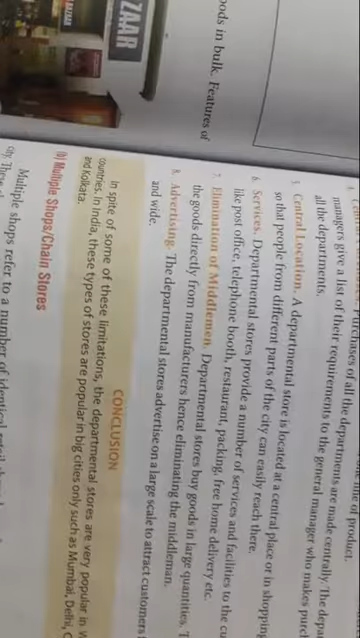 ZAAR
BAZAAR
ods in bulk. Features of
of product.
purchases of all the departments are made centrally. The depar
managers give a list of their requirements to the general manager who makes purch
all the departments.
5. Central Location. A departmental store is located at a central place or in shopping
so that people from different parts of the city can easily reach there.
6. Services. Departmental stores provide a number of services and facilities to the cu
like post office, telephone booth, restaurant, packing, free home delivery etc.
7. Elimination of Middlemen. Departmental stores buy goods in large quantities. T
the goods directly from manufacturers hence eliminating the middleman.
8. Advertising. The departmental stores advertise on a large scale to attract customers
and wide.
CONCLUSION
In spite of some of these limitations, the departmental stores are very popular in
countries. In India, these types of stores are popular in big cities only such as Mumbai, Delhi, C
and Kolkata.
(b) Multiple Shops/Chain Stores
Multiple shops refer to a number of identical retail
city.